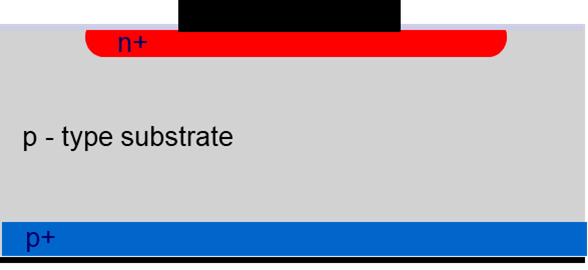 n+
p - type substrate
p+